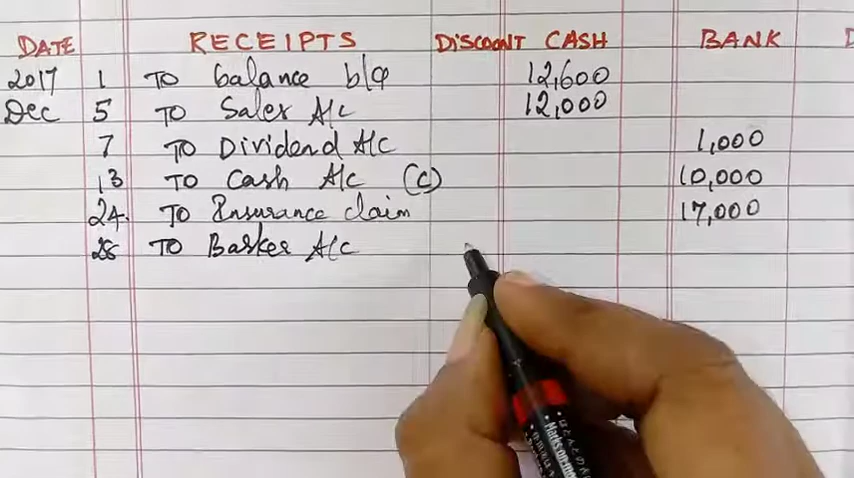 DATE RECEIPTS DISCOUNT CASH BANK D
2017 1 TO balance b/d 12,600
Dec 5 TO Sales A/c 12,000
7 TO Dividend A/c 1,000
13 TO Cash A/c (C) 10,000
24 TO Insurance claim 17,000
28 TO Barker A/c